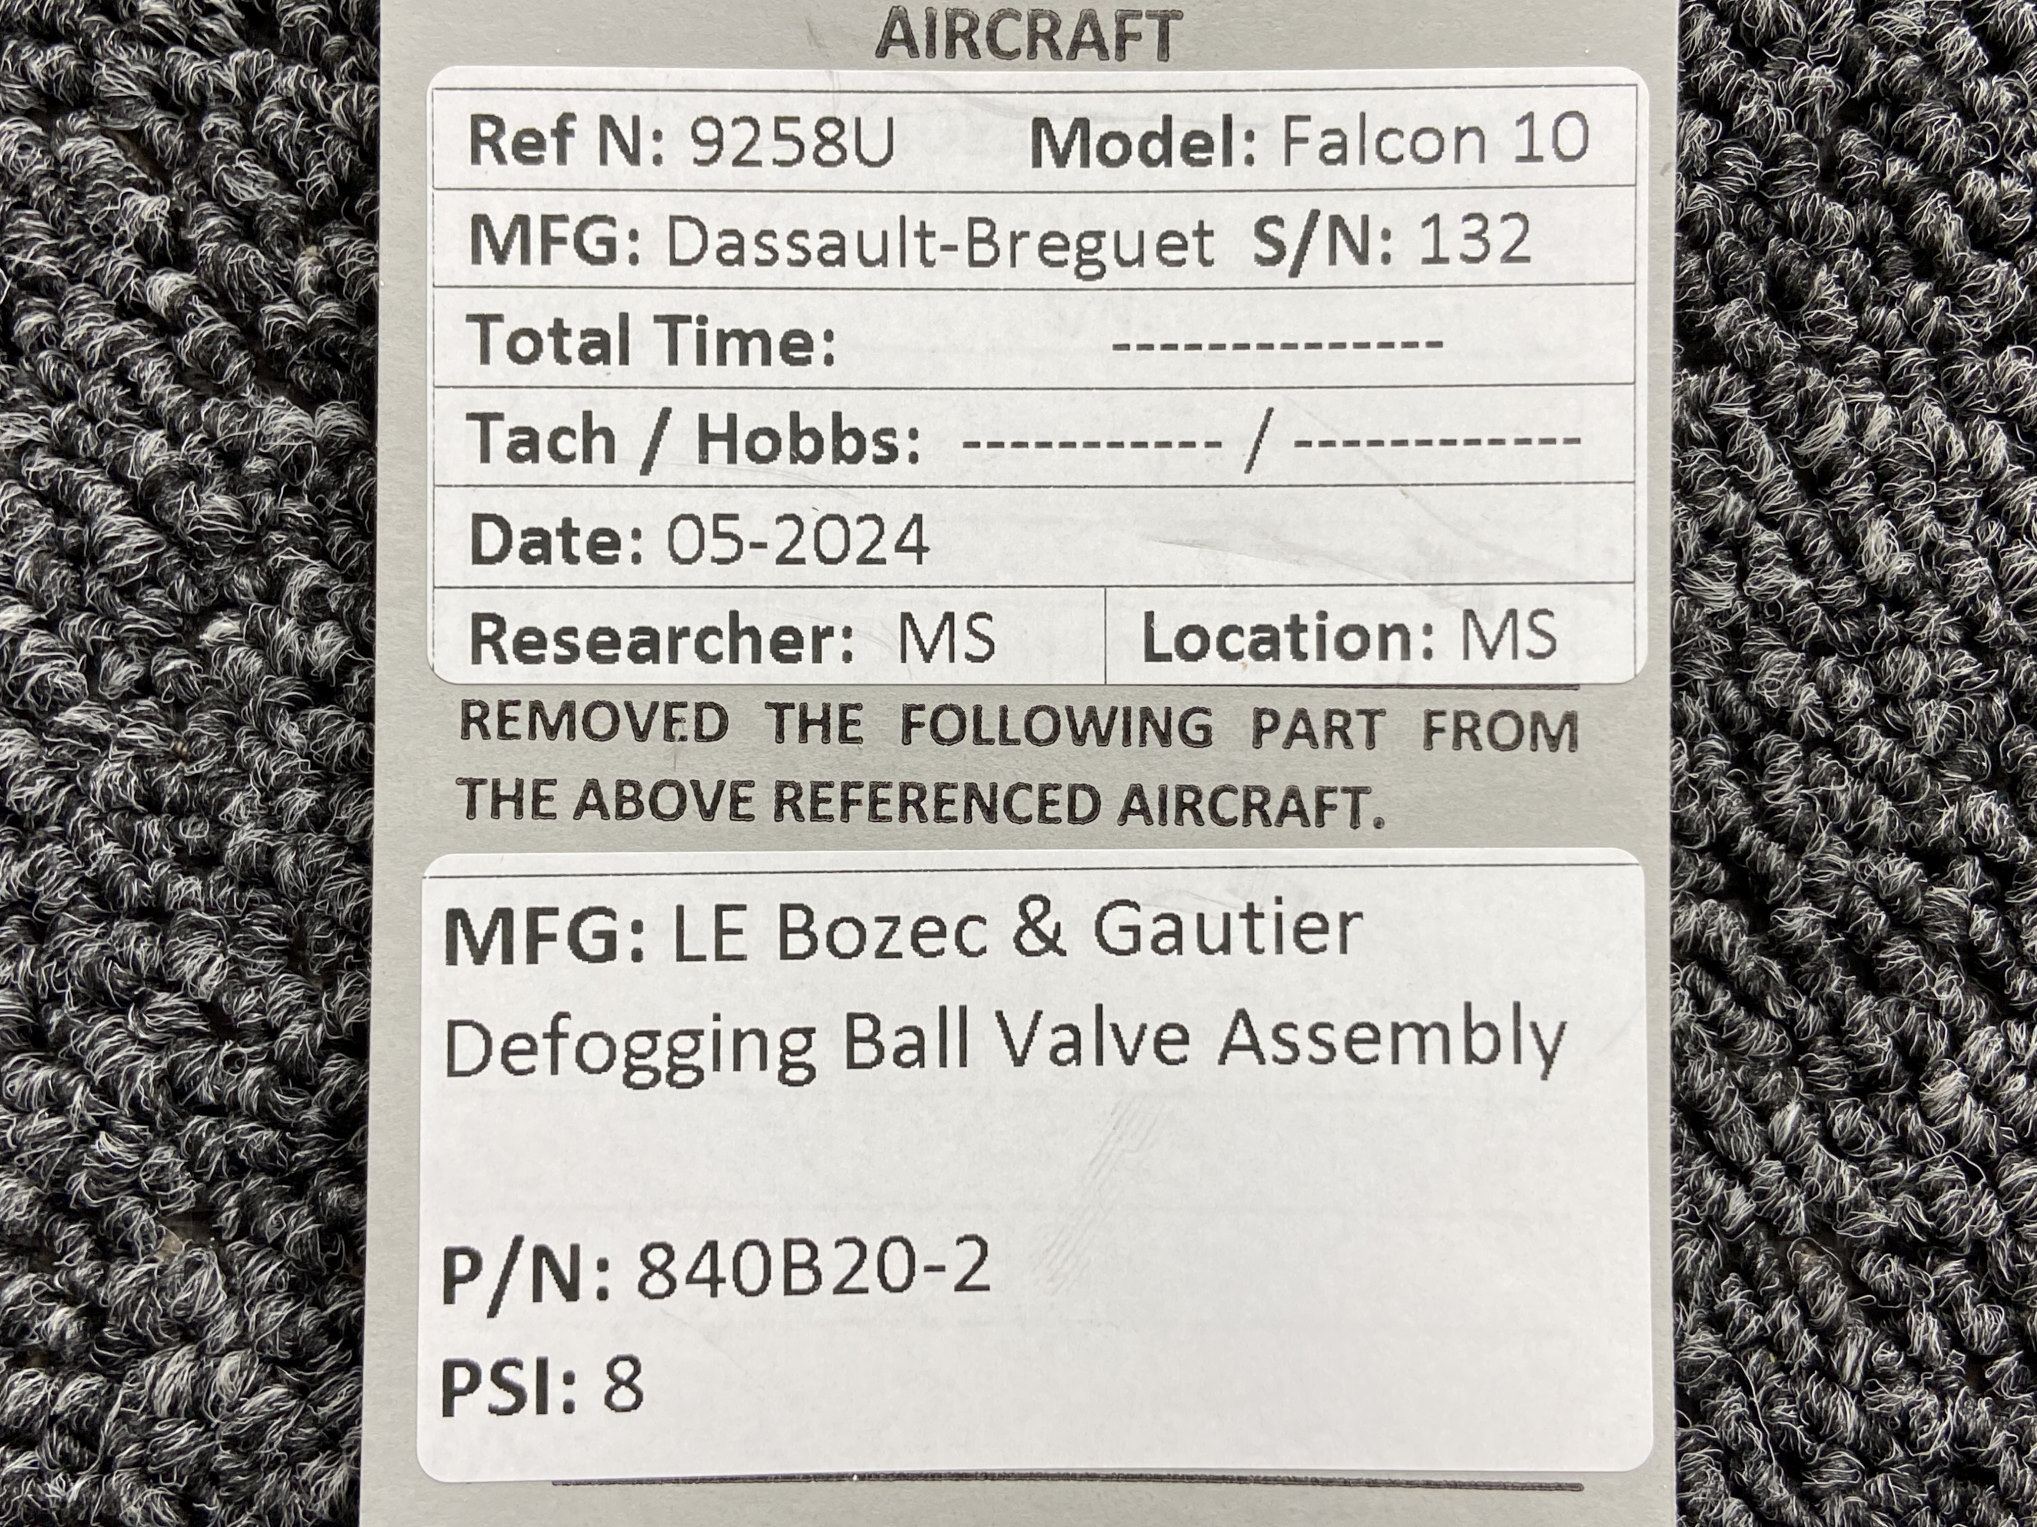 AIRCRAFT
Ref N: 9258U Model: Falcon 10
MFG: Dassault-Breguet S/N: 132
Total Time: --------------
Tach / Hobbs: ----------- / ------------
Date: 05-2024
Researcher: MS Location: MS
REMOVED THE FOLLOWING PART FROM
THE ABOVE REFERENCED AIRCRAFT.
MFG: LE Bozec & Gautier
Defogging Ball Valve Assembly
P/N: 840B20-2
PSI: 8